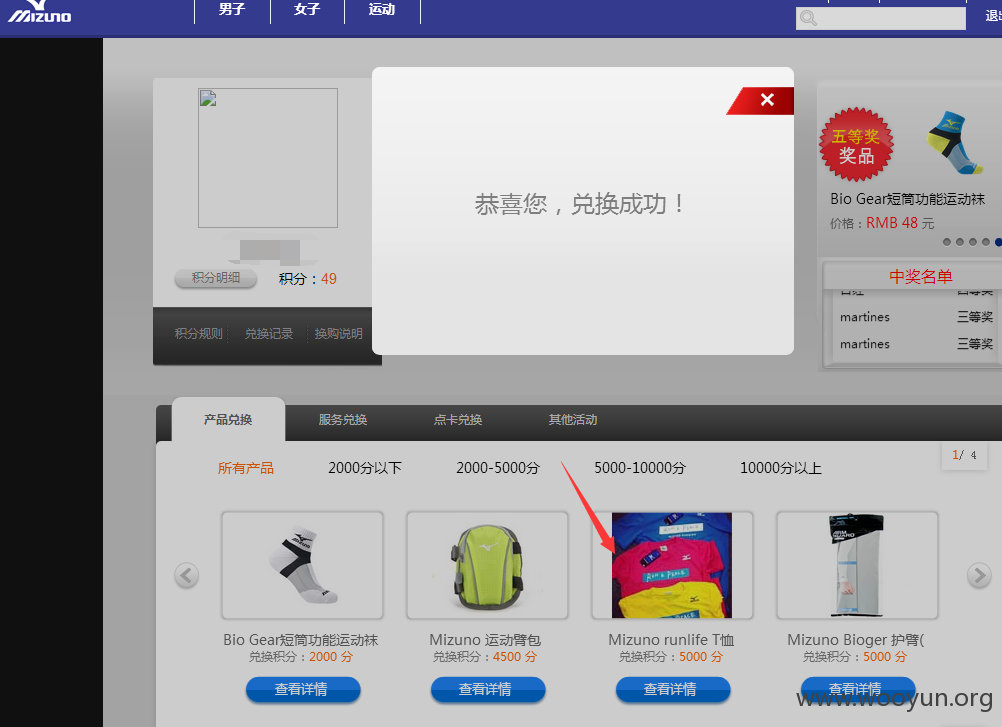 MIZUNO
男子 女子 运动
退出
恭喜您，兑换成功！
五等奖
奖品
Bio Gear短筒功能运动袜
价格：RMB 48 元
积分明细 积分：49
中奖名单
martines 三等奖
martines 三等奖
积分规则 兑换记录 换购说明
产品兑换 服务兑换 点卡兑换 其他活动
所有产品 2000分以下 2000-5000分 5000-10000分 10000分以上
1/ 4
Bio Gear短筒功能运动袜 Mizuno 运动臂包 Mizuno runlife T恤 Mizuno Bioger 护臂(
兑换积分：2000 分 兑换积分：4500 分 兑换积分：5000 分 兑换积分：5000 分
查看详情 查看详情 查看详情 查看详情
www.wooyun.org